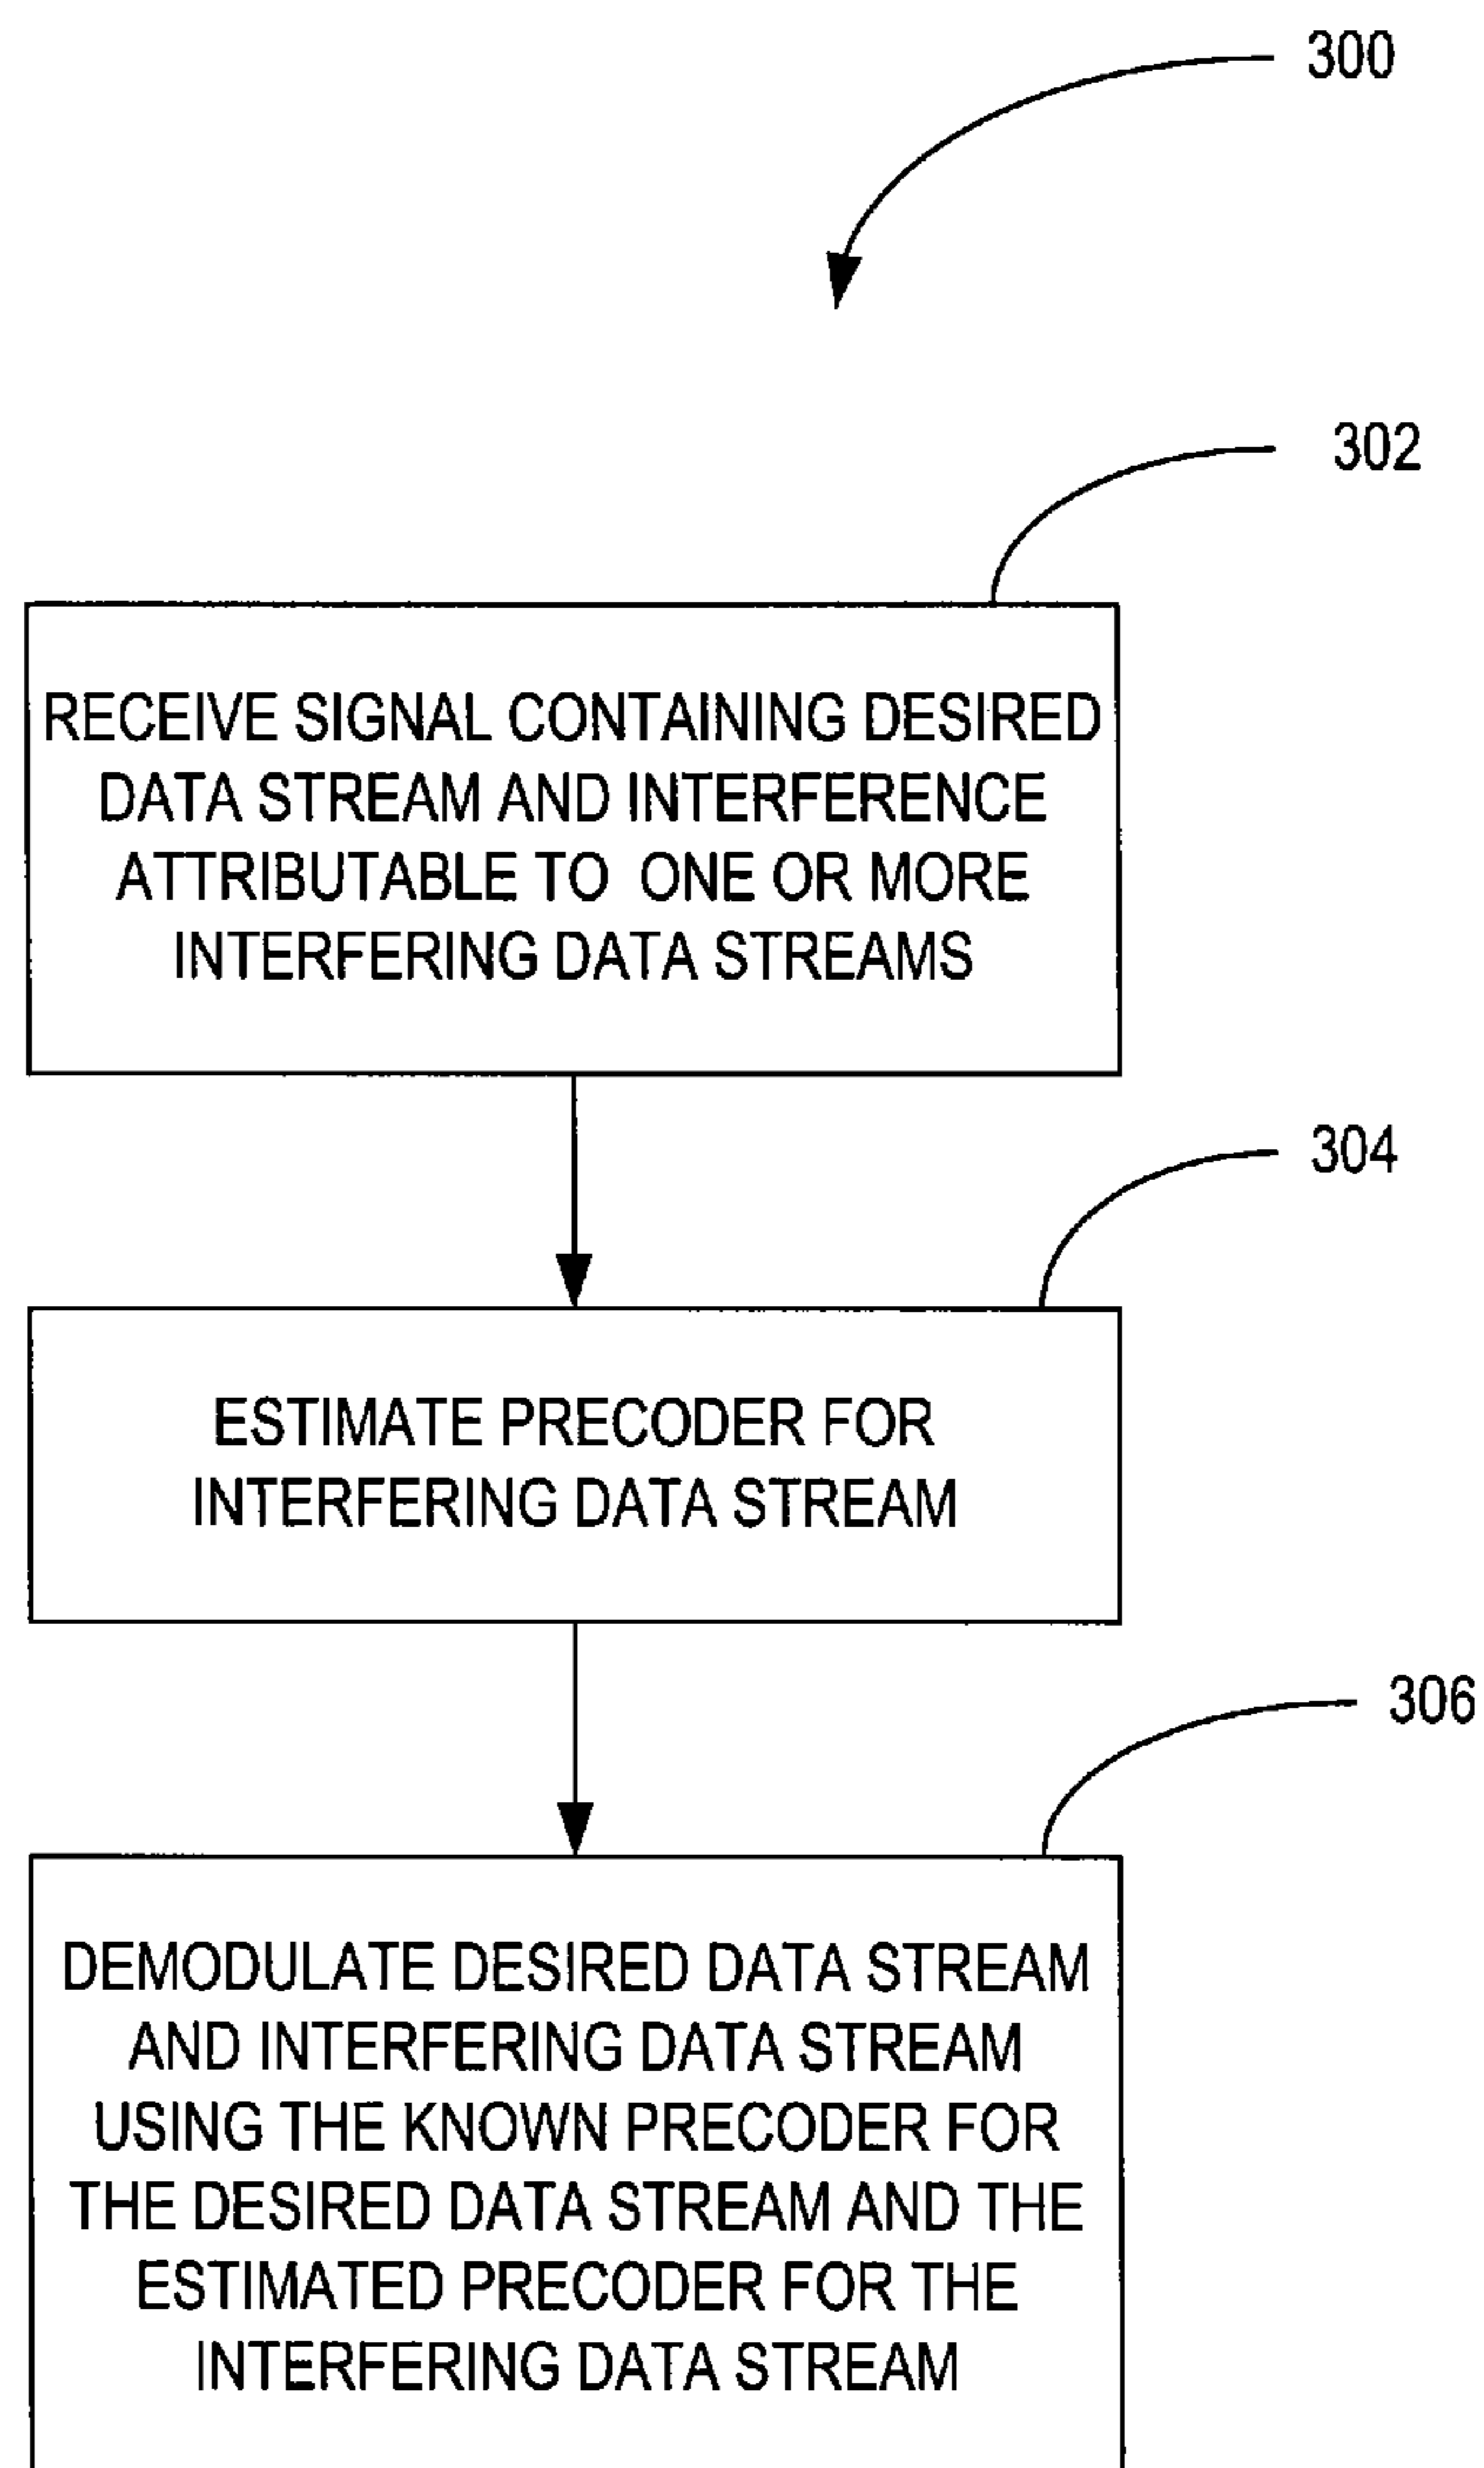 300
302
RECEIVE SIGNAL CONTAINING DESIRED
DATA STREAM AND INTERFERENCE
ATTRIBUTABLE TO ONE OR MORE
INTERFERING DATA STREAMS
304
ESTIMATE PRECODER FOR
INTERFERING DATA STREAM
306
DEMODULATE DESIRED DATA STREAM
AND INTERFERING DATA STREAM
USING THE KNOWN PRECODER FOR
THE DESIRED DATA STREAM AND THE
ESTIMATED PRECODER FOR THE
INTERFERING DATA STREAM